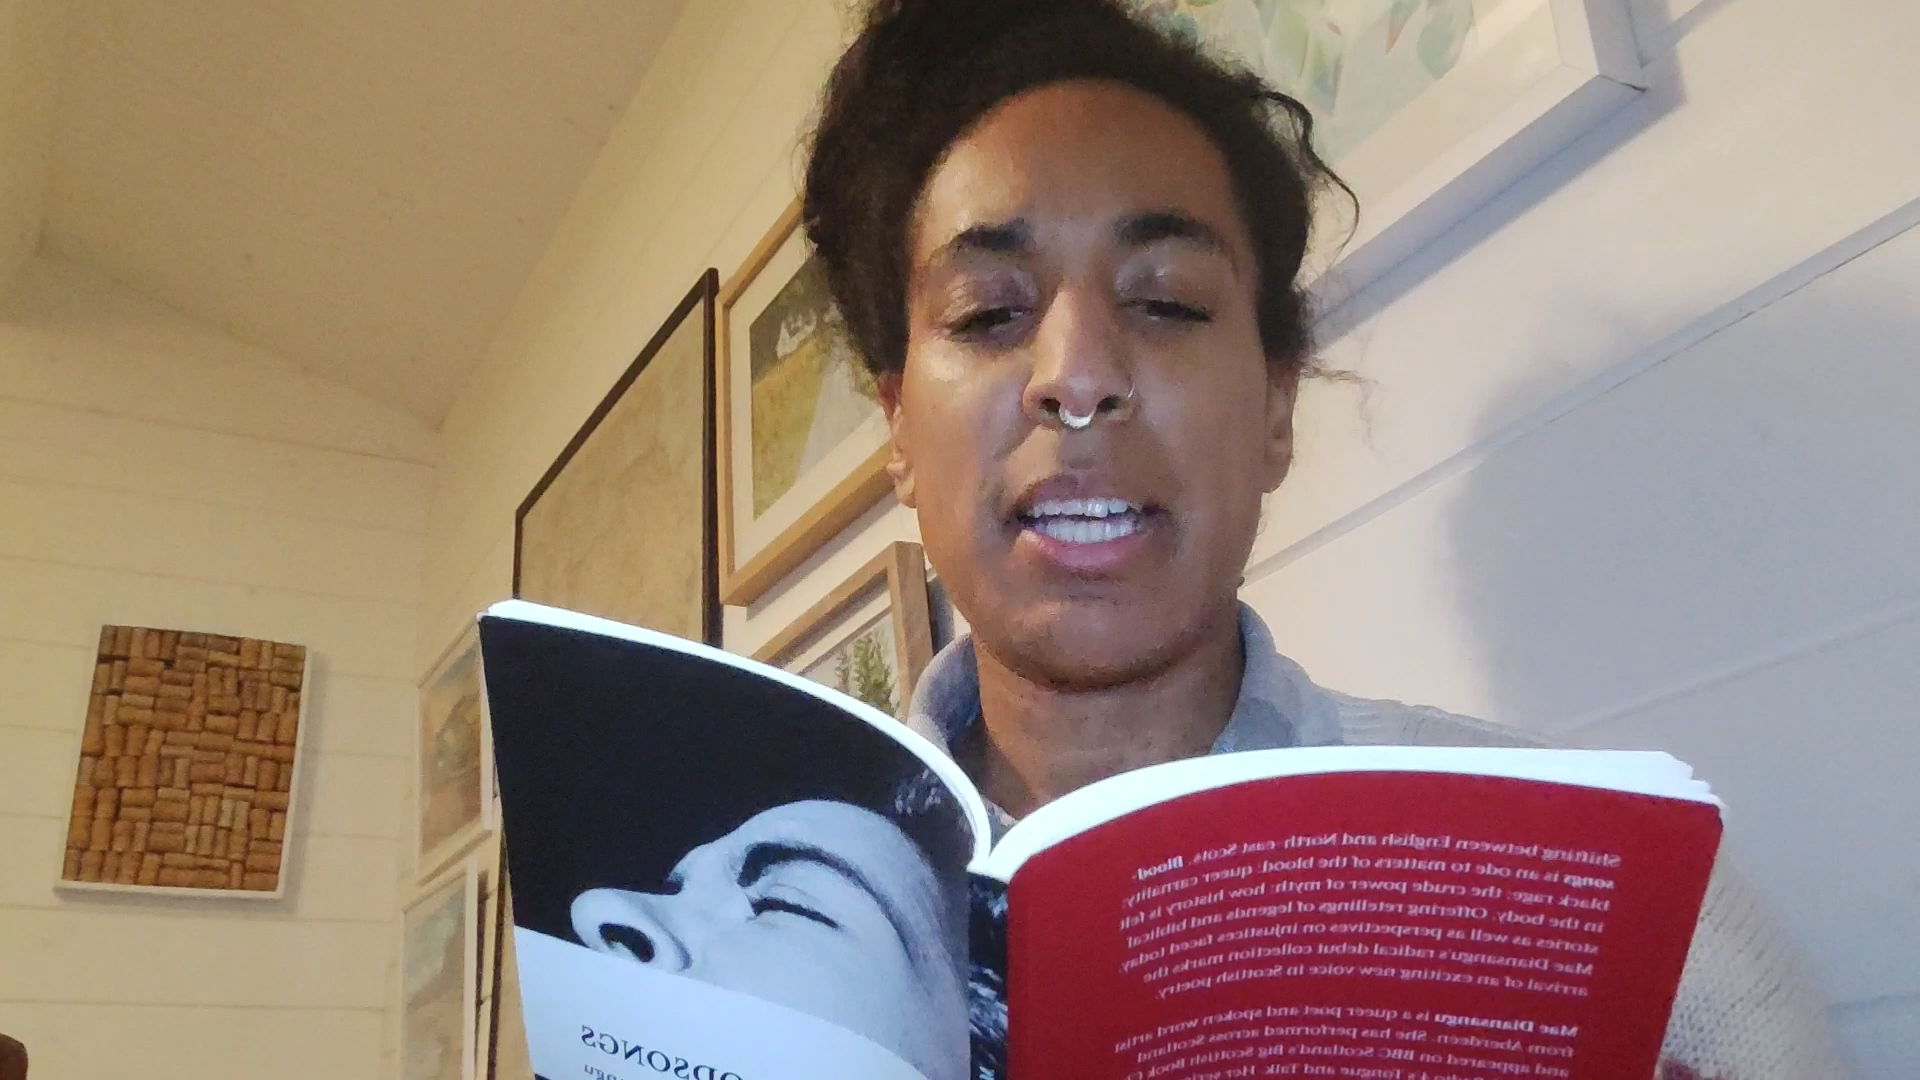 Shifting between English and North-east Scots, Blood-
songs is an ode to matters of the blood: queer carnality;
black rage; the crude power of myth; how history is felt
in the body. Offering retellings of legends and biblical
stories as well as perspectives on injustices faced today,
Mae Diansangu's radical debut collection marks the
arrival of an exciting new voice in Scottish poetry.
Mae Diansangu is a queer poet and spoken word artist
from Aberdeen. She has performed across Scotland
and appeared on BBC Scotland's Big Scottish Book
Tongue and Talk. Her
ODSONGS
ngu